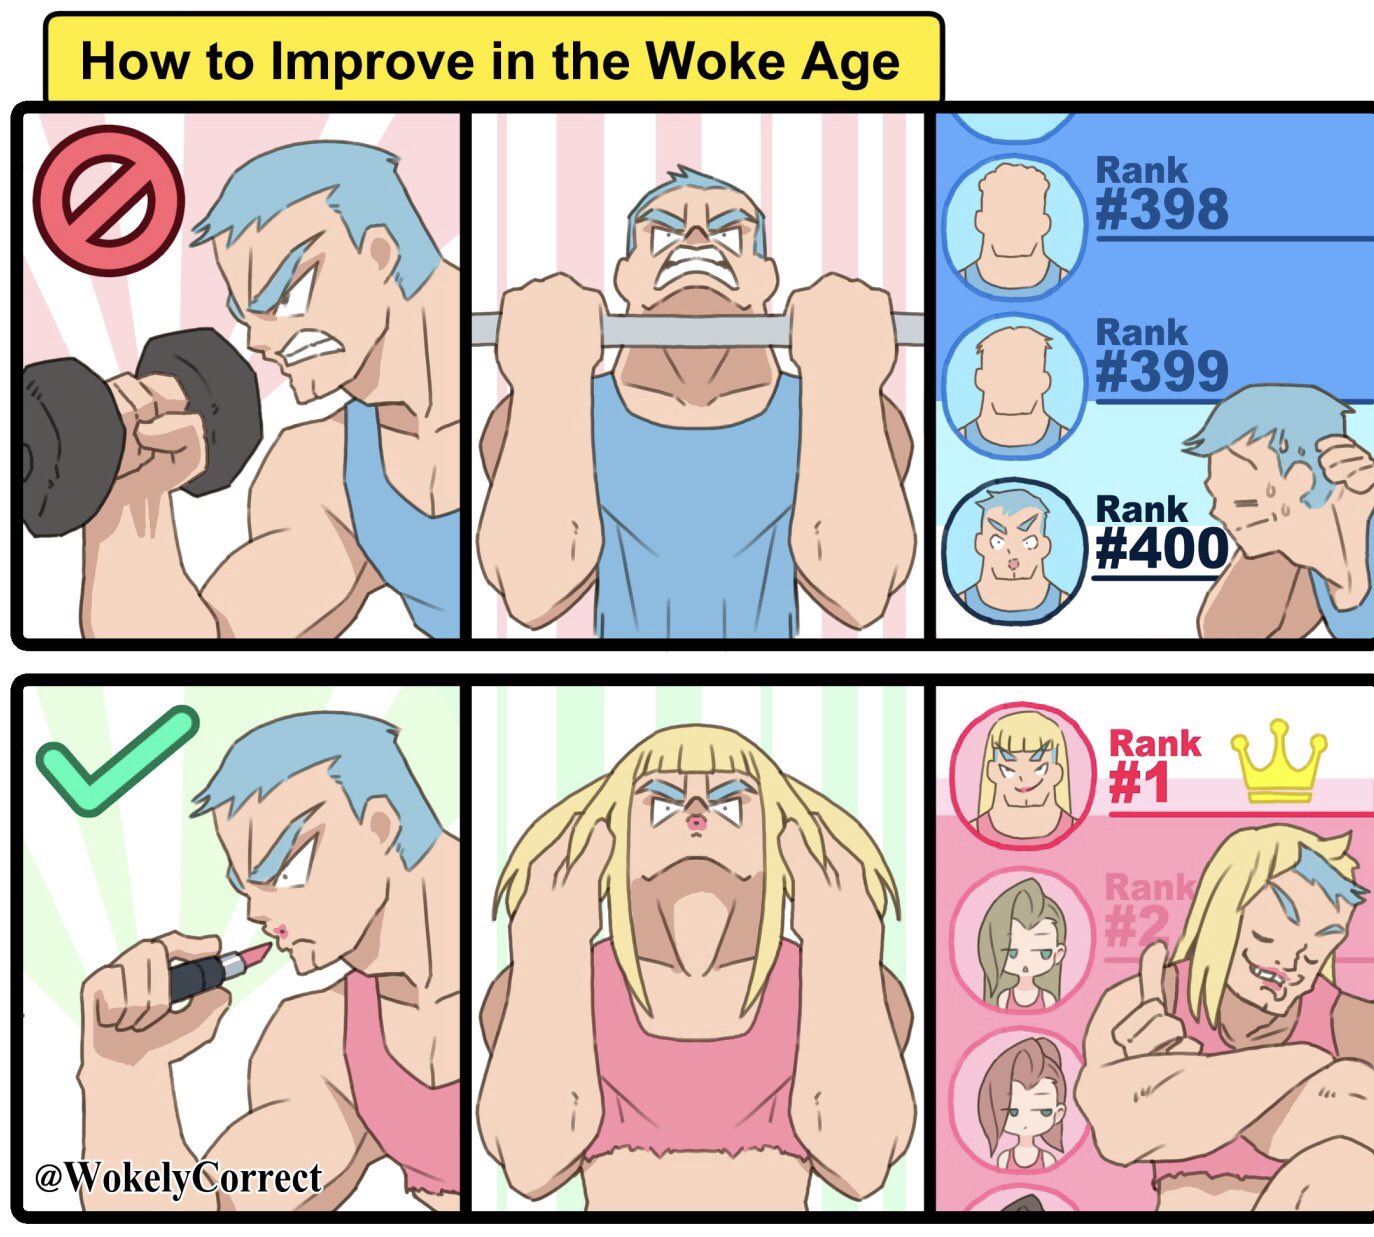 How to Improve in the Woke Age
Rank
#398
Rank
#399
Rank
#400
Rank
#1
Rank
#2
@WokelyCorrect